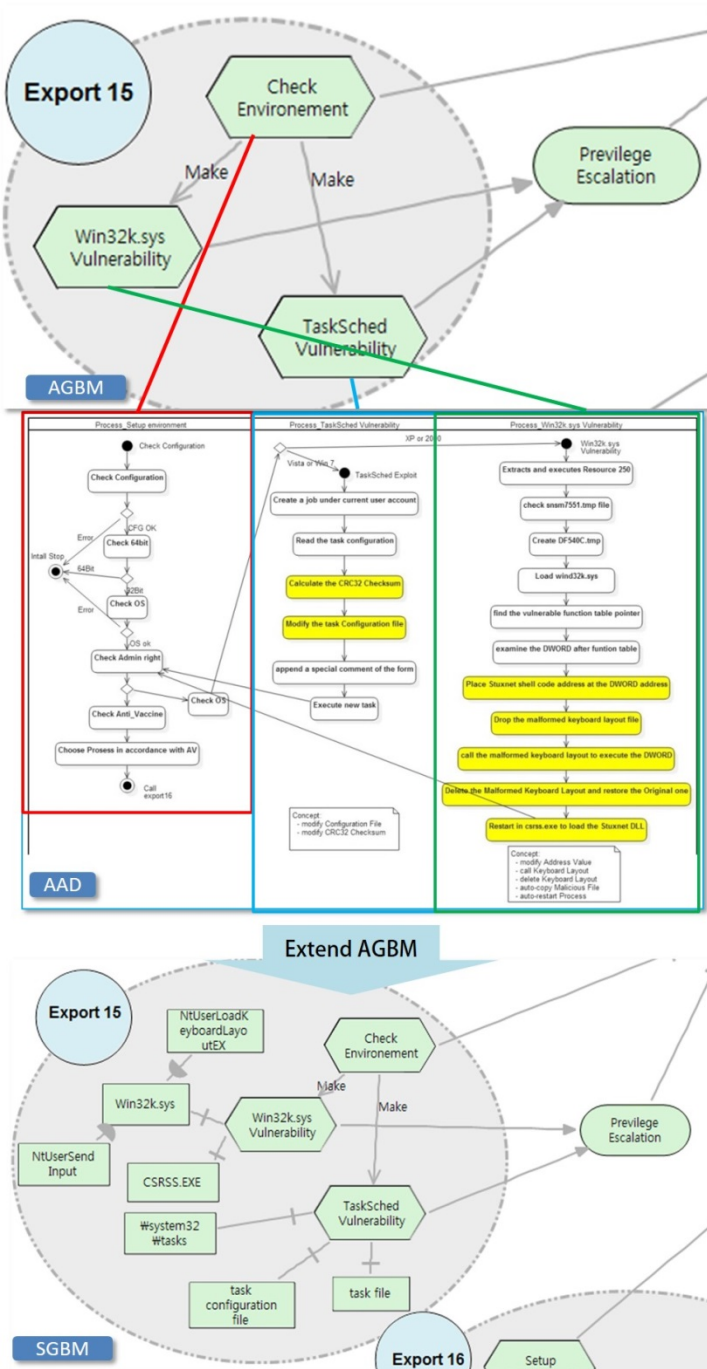 Export 15
Check
Environement
Make
Make
Previlege
Escalation
Win32k.sys
Vulnerability
TaskSched
Vulnerability
AGBM
Process_Setup environment
Check Configuration
Check Configuration
CFG OK
Error
Check 64bit
Intall Stop
64Bit
32Bit
Error
Check OS
OS ok
Check Admin right
Check OS
Check Anti_Vaccine
Choose Prosess in accordance with AV
Call
export16
Process_TaskSched Vulnerability
XP or 2000
Vista or Win 7
TaskSched Exploit
Create a job under current user account
Read the task configuration
Calculate the CRC32 Checksum
Modify the task Configuration file
append a special comment of the form
Execute new task
Concept
- modify Configuration File
- modify CRC32 Checksum
Process_Win32k.sys Vulnerability
Win32k.sys
Vulnerability
Extracts and executes Resource 250
check snsm7551.tmp file
Create DF540C.tmp
Load wind32k.sys
find the vulnerable function table pointer
examine the DWORD after funtion table
Place Stuxnet shell code address at the DWORD address
Drop the malformed keyboard layout file
call the malformed keyboard layout to execute the DWORD
Delete the Malformed Keyboard Layout and restore the Original one
Restart in csrss.exe to load the Stuxnet DLL
Concept:
- modify Address Value
- call Keyboard Layout
- delete Keyboard Layout
- auto-copy Malicious File
- auto-restart Process
AAD
Extend AGBM
Export 15
NtUserLoadK
eyboardLayo
utEX
Check
Environement
Make
Make
Win32k.sys
Win32k.sys
Vulnerability
Previlege
Escalation
NtUserSend
Input
CSRSS.EXE
₩system32
₩tasks
TaskSched
Vulnerability
task
configuration
file
task file
SGBM
Export 16
Setup